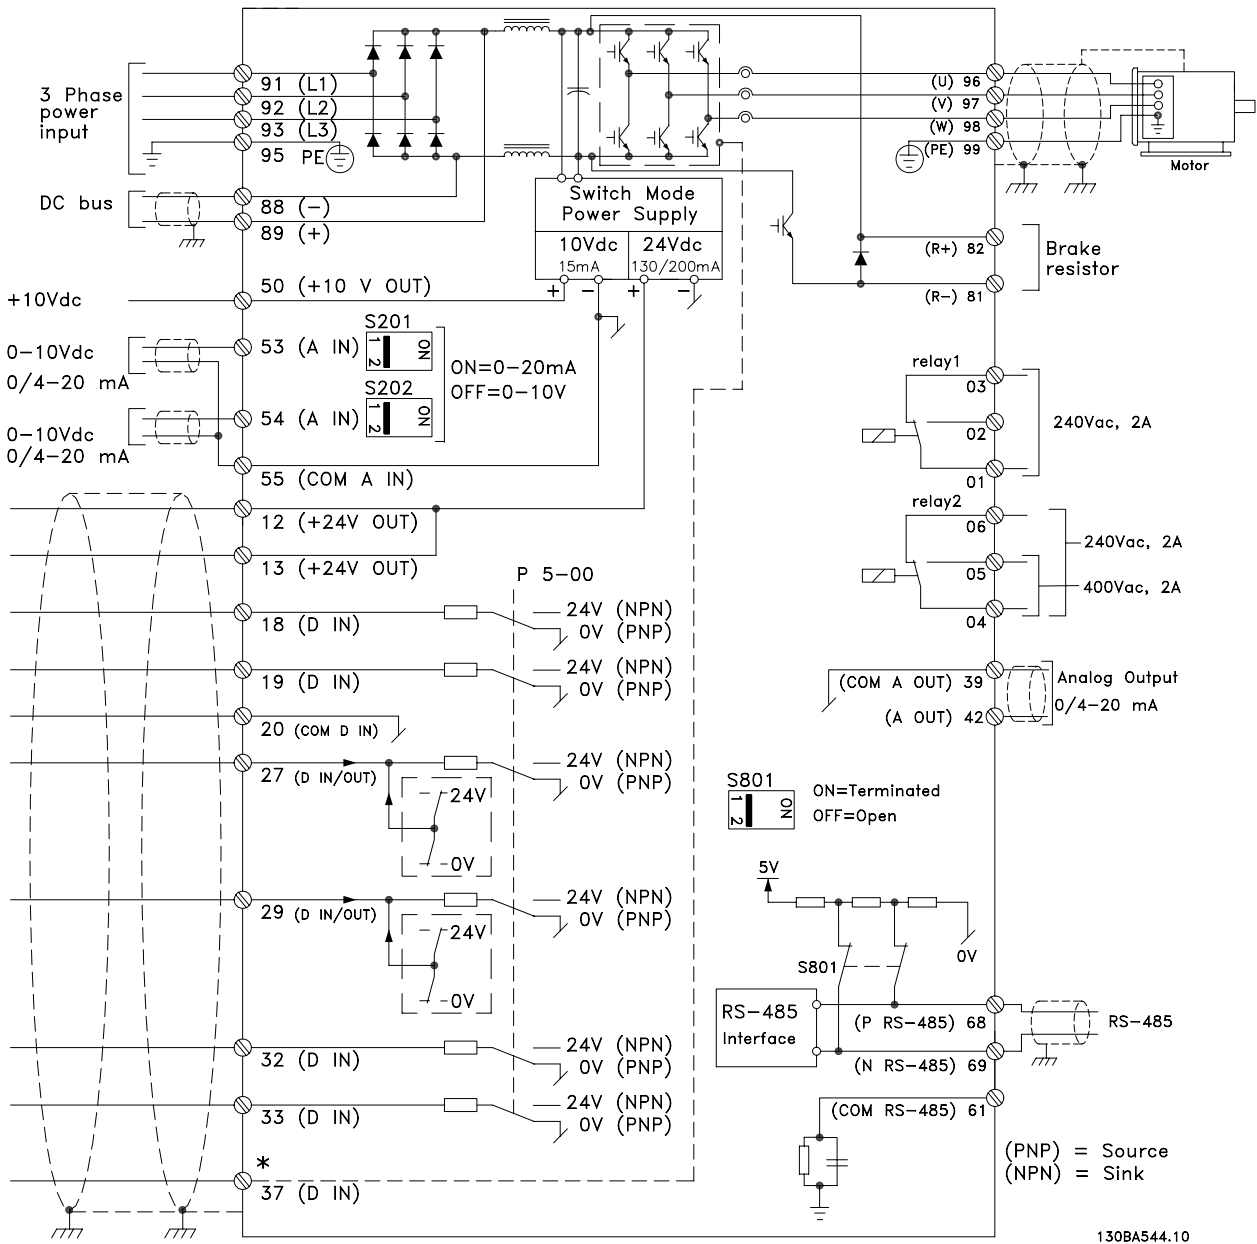 3 Phase
power
input
91 (L1)
92 (L2)
93 (L3)
95 PE
DC bus
88 (−)
89 (+)
+10Vdc
50 (+10 V OUT)
0−10Vdc
0/4−20 mA
53 (A IN)
S201
1 2
ON
ON=0−20mA
OFF=0−10V
0−10Vdc
0/4−20 mA
54 (A IN)
S202
1 2
ON
55 (COM A IN)
12 (+24V OUT)
13 (+24V OUT)
P 5-00
18 (D IN)
24V (NPN)
0V (PNP)
19 (D IN)
24V (NPN)
0V (PNP)
20 (COM D IN)
27 (D IN/OUT)
24V (NPN)
0V (PNP)
24V
0V
29 (D IN/OUT)
24V (NPN)
0V (PNP)
24V
0V
32 (D IN)
24V (NPN)
0V (PNP)
33 (D IN)
24V (NPN)
0V (PNP)
*
37 (D IN)
Switch Mode
Power Supply
10Vdc
15mA
24Vdc
130/200mA
+ − + −
(U) 96
(V) 97
(W) 98
(PE) 99
Motor
(R+) 82
(R−) 81
Brake
resistor
relay1
03
02
01
240Vac, 2A
relay2
06
05
04
240Vac, 2A
400Vac, 2A
(COM A OUT) 39
(A OUT) 42
Analog Output
0/4−20 mA
S801
1 2
ON
ON=Terminated
OFF=Open
5V
S801
0V
RS−485
Interface
(P RS−485) 68
(N RS−485) 69
(COM RS−485) 61
RS−485
(PNP) = Source
(NPN) = Sink
130BA544.10